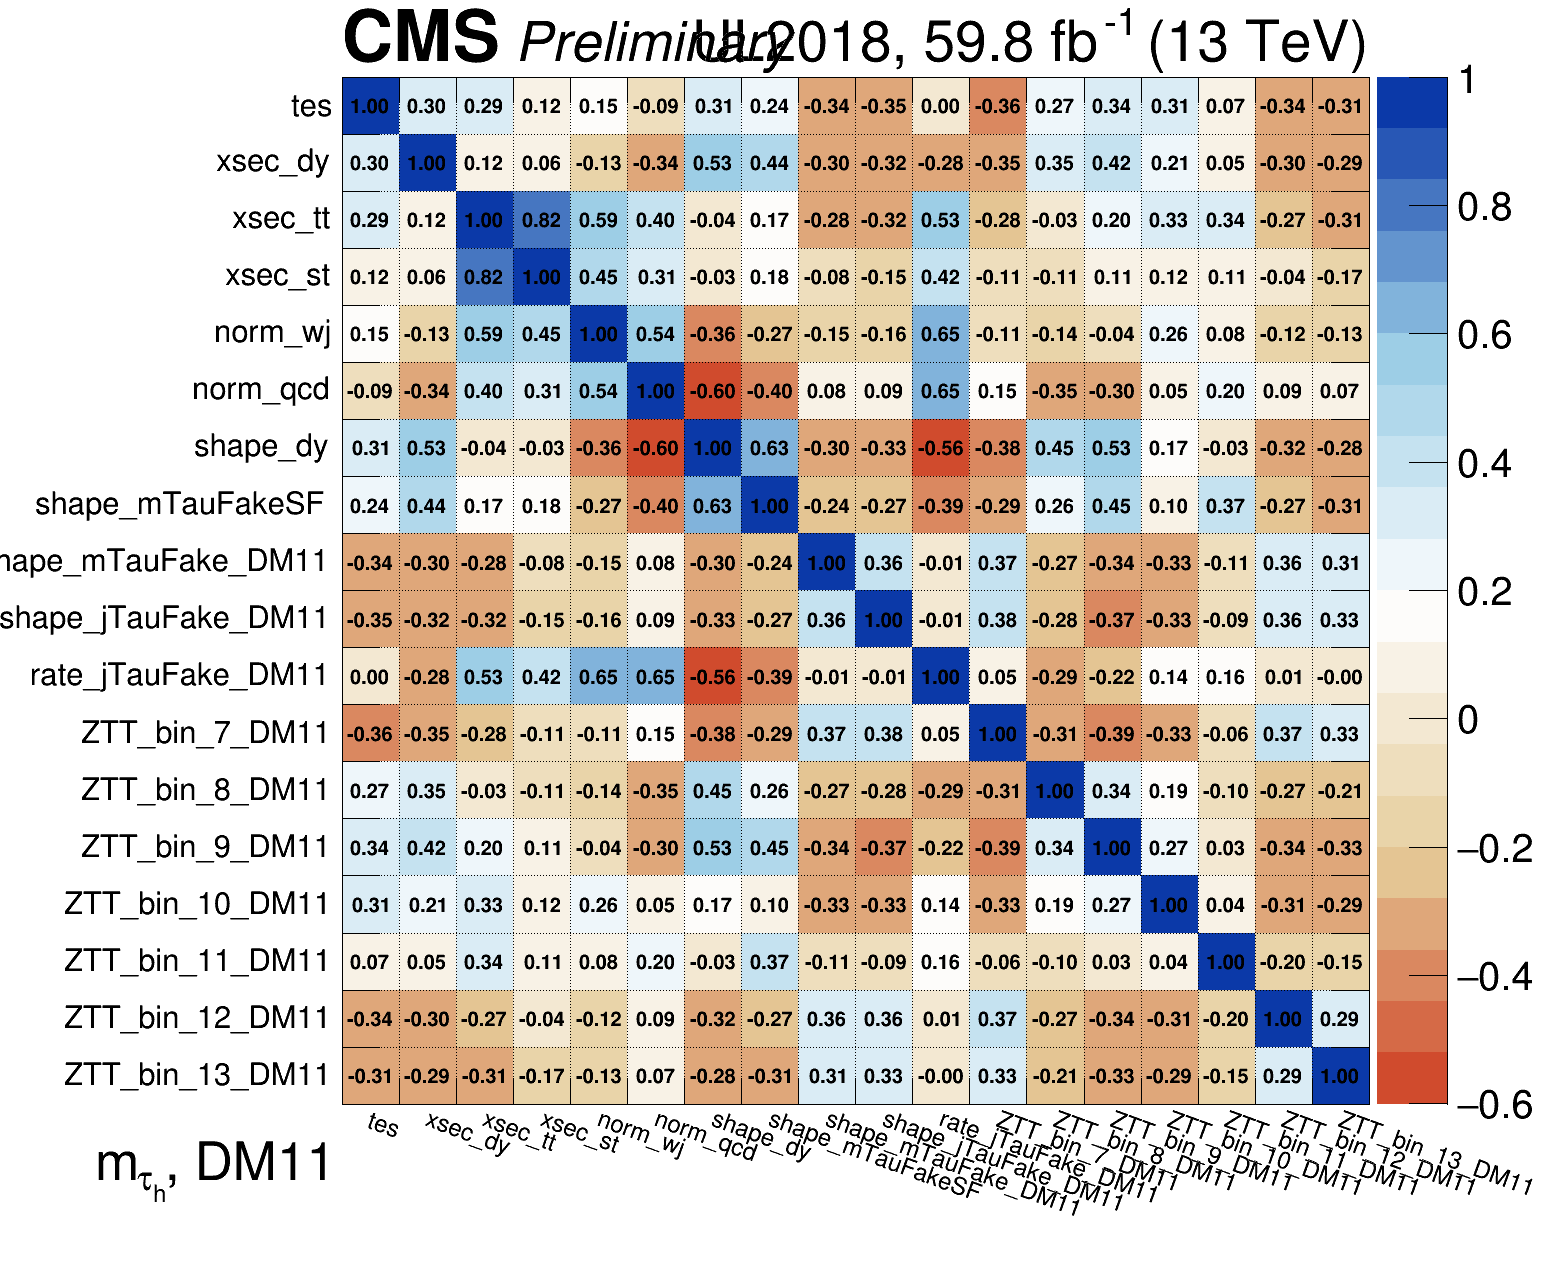 CMS Preliminary UL2018, 59.8 fb-1 (13 TeV)
tes 1.00 0.30 0.29 0.12 0.15 -0.09 0.31 0.24 -0.34 -0.35 0.00 -0.36 0.27 0.34 0.31 0.07 -0.34 -0.31
xsec_dy 0.30 1.00 0.12 0.06 -0.13 -0.34 0.53 0.44 -0.30 -0.32 -0.28 -0.35 0.35 0.42 0.21 0.05 -0.30 -0.29
xsec_tt 0.29 0.12 1.00 0.82 0.59 0.40 -0.04 0.17 -0.28 -0.32 0.53 -0.28 -0.03 0.20 0.33 0.34 -0.27 -0.31
xsec_st 0.12 0.06 0.82 1.00 0.45 0.31 -0.03 0.18 -0.08 -0.15 0.42 -0.11 -0.11 0.11 0.12 0.11 -0.04 -0.17
norm_wj 0.15 -0.13 0.59 0.45 1.00 0.54 -0.36 -0.27 -0.15 -0.16 0.65 -0.11 -0.14 -0.04 0.26 0.08 -0.12 -0.13
norm_qcd -0.09 -0.34 0.40 0.31 0.54 1.00 -0.60 -0.40 0.08 0.09 0.65 0.15 -0.35 -0.30 0.05 0.20 0.09 0.07
shape_dy 0.31 0.53 -0.04 -0.03 -0.36 -0.60 1.00 0.63 -0.30 -0.33 -0.56 -0.38 0.45 0.53 0.17 -0.03 -0.32 -0.28
shape_mTauFakeSF 0.24 0.44 0.17 0.18 -0.27 -0.40 0.63 1.00 -0.24 -0.27 -0.39 -0.29 0.26 0.45 0.10 0.37 -0.27 -0.31
hape_mTauFake_DM11 -0.34 -0.30 -0.28 -0.08 -0.15 0.08 -0.30 -0.24 1.00 0.36 -0.01 0.37 -0.27 -0.34 -0.33 -0.11 0.36 0.31
shape_jTauFake_DM11 -0.35 -0.32 -0.32 -0.15 -0.16 0.09 -0.33 -0.27 0.36 1.00 -0.01 0.38 -0.28 -0.37 -0.33 -0.09 0.36 0.33
rate_jTauFake_DM11 0.00 -0.28 0.53 0.42 0.65 0.65 -0.56 -0.39 -0.01 -0.01 1.00 0.05 -0.29 -0.22 0.14 0.16 0.01 -0.00
ZTT_bin_7_DM11 -0.36 -0.35 -0.28 -0.11 -0.11 0.15 -0.38 -0.29 0.37 0.38 0.05 1.00 -0.31 -0.39 -0.33 -0.06 0.37 0.33
ZTT_bin_8_DM11 0.27 0.35 -0.03 -0.11 -0.14 -0.35 0.45 0.26 -0.27 -0.28 -0.29 -0.31 1.00 0.34 0.19 -0.10 -0.27 -0.21
ZTT_bin_9_DM11 0.34 0.42 0.20 0.11 -0.04 -0.30 0.53 0.45 -0.34 -0.37 -0.22 -0.39 0.34 1.00 0.27 0.03 -0.34 -0.33
ZTT_bin_10_DM11 0.31 0.21 0.33 0.12 0.26 0.05 0.17 0.10 -0.33 -0.33 0.14 -0.33 0.19 0.27 1.00 0.04 -0.31 -0.29
ZTT_bin_11_DM11 0.07 0.05 0.34 0.11 0.08 0.20 -0.03 0.37 -0.11 -0.09 0.16 -0.06 -0.10 0.03 0.04 1.00 -0.20 -0.15
ZTT_bin_12_DM11 -0.34 -0.30 -0.27 -0.04 -0.12 0.09 -0.32 -0.27 0.36 0.36 0.01 0.37 -0.27 -0.34 -0.31 -0.20 1.00 0.29
ZTT_bin_13_DM11 -0.31 -0.29 -0.31 -0.17 -0.13 0.07 -0.28 -0.31 0.31 0.33 -0.00 0.33 -0.21 -0.33 -0.29 -0.15 0.29 1.00
1
0.8
0.6
0.4
0.2
0
−0.2
−0.4
−0.6
tes
xsec_dy
xsec_tt
xsec_st
norm_wj
norm_qcd
shape_dy
shape_mTauFakeSF
shape_mTauFake_DM11
shape_jTauFake_DM11
rate_jTauFake_DM11
ZTT_bin_7_DM11
ZTT_bin_8_DM11
ZTT_bin_9_DM11
ZTT_bin_10_DM11
ZTT_bin_11_DM11
ZTT_bin_12_DM11
ZTT_bin_13_DM11
mτh, DM11